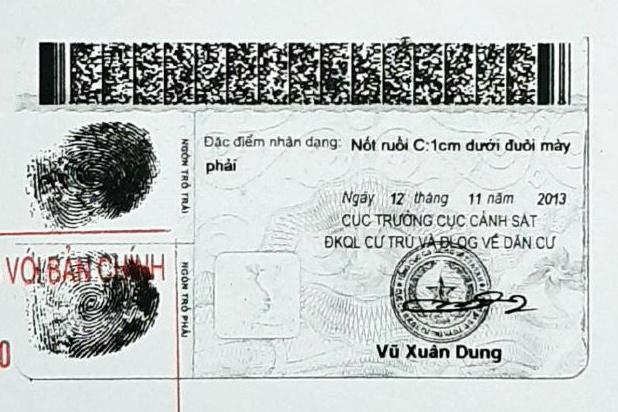 Đặc điểm nhân dạng: Nốt ruồi C:1cm dưới đuôi mày
phải
NGÓN TRỎ TRÁI
Ngày 12 tháng 11 năm 2013
CỤC TRƯỞNG CỤC CẢNH SÁT
ĐKQL CƯ TRÚ VÀ DLQG VỀ DÂN CƯ
VỚI BẢN CHÍNH
NGÓN TRỎ PHẢI
0
Vũ Xuân Dung